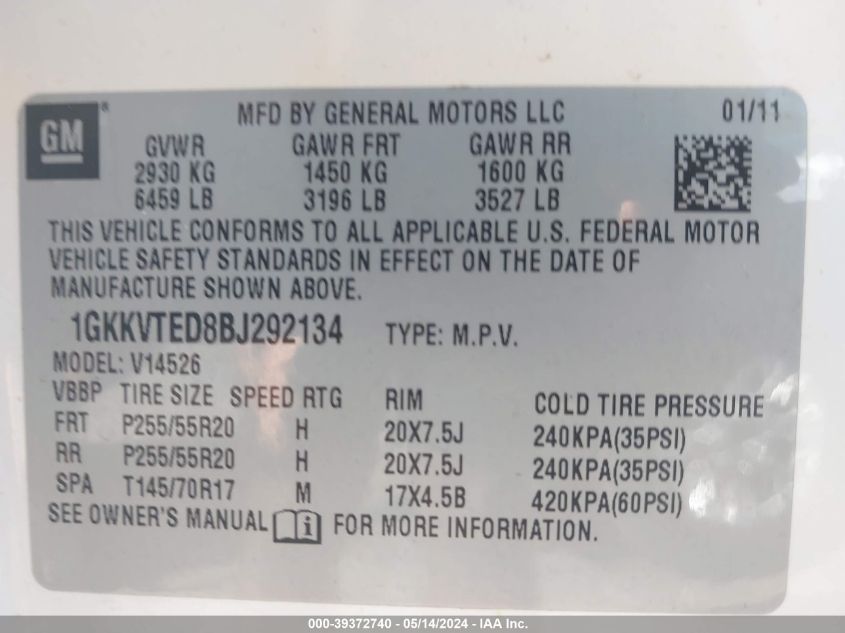 GM
MFD BY GENERAL MOTORS LLC 01/11
GVWR GAWR FRT GAWR RR
2930 KG 1450 KG 1600 KG
6459 LB 3196 LB 3527 LB
THIS VEHICLE CONFORMS TO ALL APPLICABLE U.S. FEDERAL MOTOR
VEHICLE SAFETY STANDARDS IN EFFECT ON THE DATE OF
MANUFACTURE SHOWN ABOVE.
1GKKVTED8BJ292134 TYPE: M.P.V.
MODEL: V14526
VBBP TIRE SIZE SPEED RTG RIM COLD TIRE PRESSURE
FRT P255/55R20 H 20X7.5J 240KPA(35PSI)
RR P255/55R20 H 20X7.5J 240KPA(35PSI)
SPA T145/70R17 M 17X4.5B 420KPA(60PSI)
SEE OWNER'S MANUAL i FOR MORE INFORMATION.
000-39372740 - 05/14/2024 - IAA Inc.